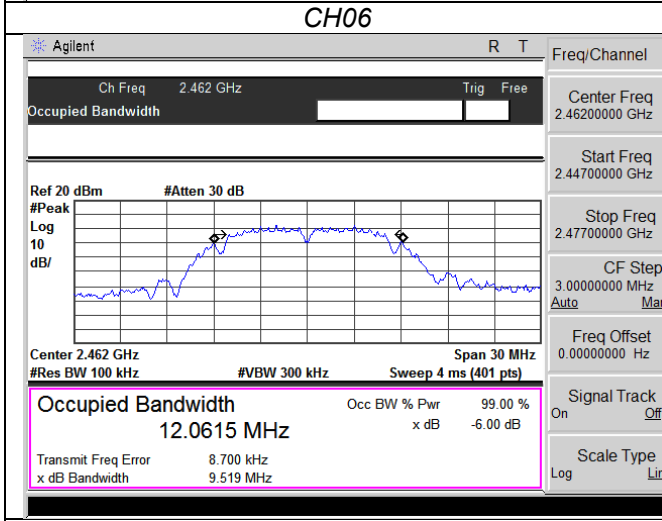 CH06
Agilent
R T
Ch Freq 2.462 GHz Trig Free
Occupied Bandwidth
Ref 20 dBm #Atten 30 dB
#Peak
Log
10
dB/
Center 2.462 GHz Span 30 MHz
#Res BW 100 kHz #VBW 300 kHz Sweep 4 ms (401 pts)
Occupied Bandwidth Occ BW % Pwr 99.00 %
12.0615 MHz x dB -6.00 dB
Transmit Freq Error 8.700 kHz
x dB Bandwidth 9.519 MHz
Freq/Channel
Center Freq
2.46200000 GHz
Start Freq
2.44700000 GHz
Stop Freq
2.47700000 GHz
CF Step
3.00000000 MHz
Auto Mar
Freq Offset
0.00000000 Hz
Signal Track
On Off
Scale Type
Log Lin